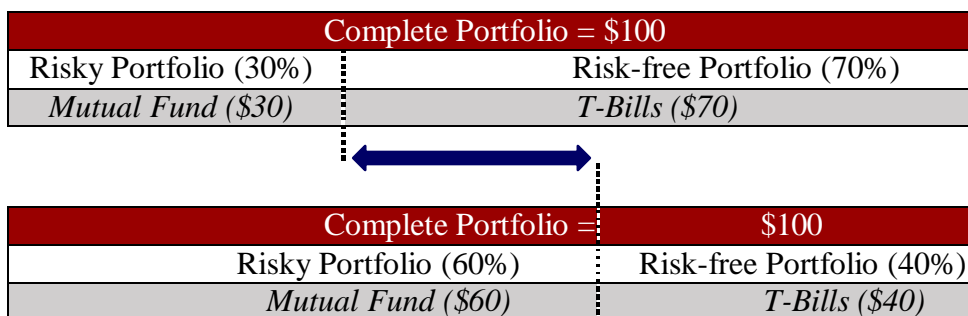 Complete Portfolio = $100
Risky Portfolio (30%) Risk-free Portfolio (70%)
Mutual Fund ($30) T-Bills ($70)
Complete Portfolio = $100
Risky Portfolio (60%) Risk-free Portfolio (40%)
Mutual Fund ($60) T-Bills ($40)